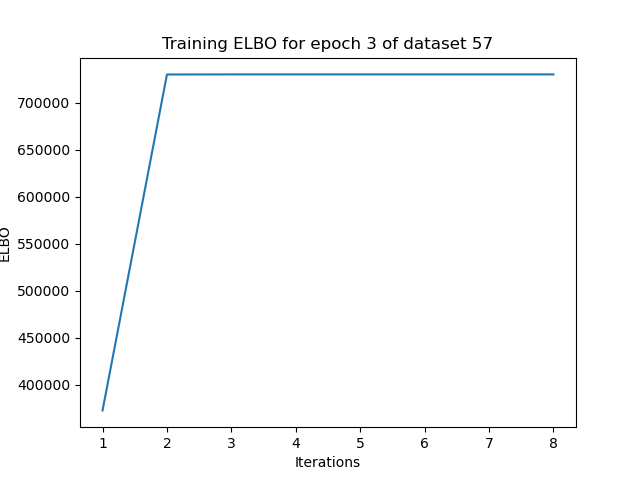 Training ELBO for epoch 3 of dataset 57
700000
650000
600000
550000
500000
450000
400000
ELBO
1 2 3 4 5 6 7 8
Iterations